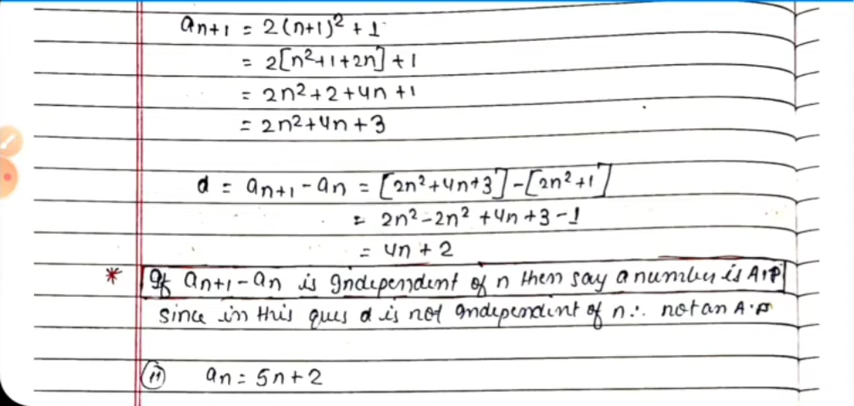 an+1 = 2(n+1)² + 1
= 2[n²+1+2n] + 1
= 2n²+2+4n+1
= 2n²+4n+3
d = an+1 - an = [2n²+4n+3] - [2n²+1]
= 2n²-2n²+4n+3-1
= 4n+2
* If an+1 - an is Independent of n then say a number is A.P
Since in this ques d is not Independent of n ∴ not an A.P
(ii) an = 5n+2